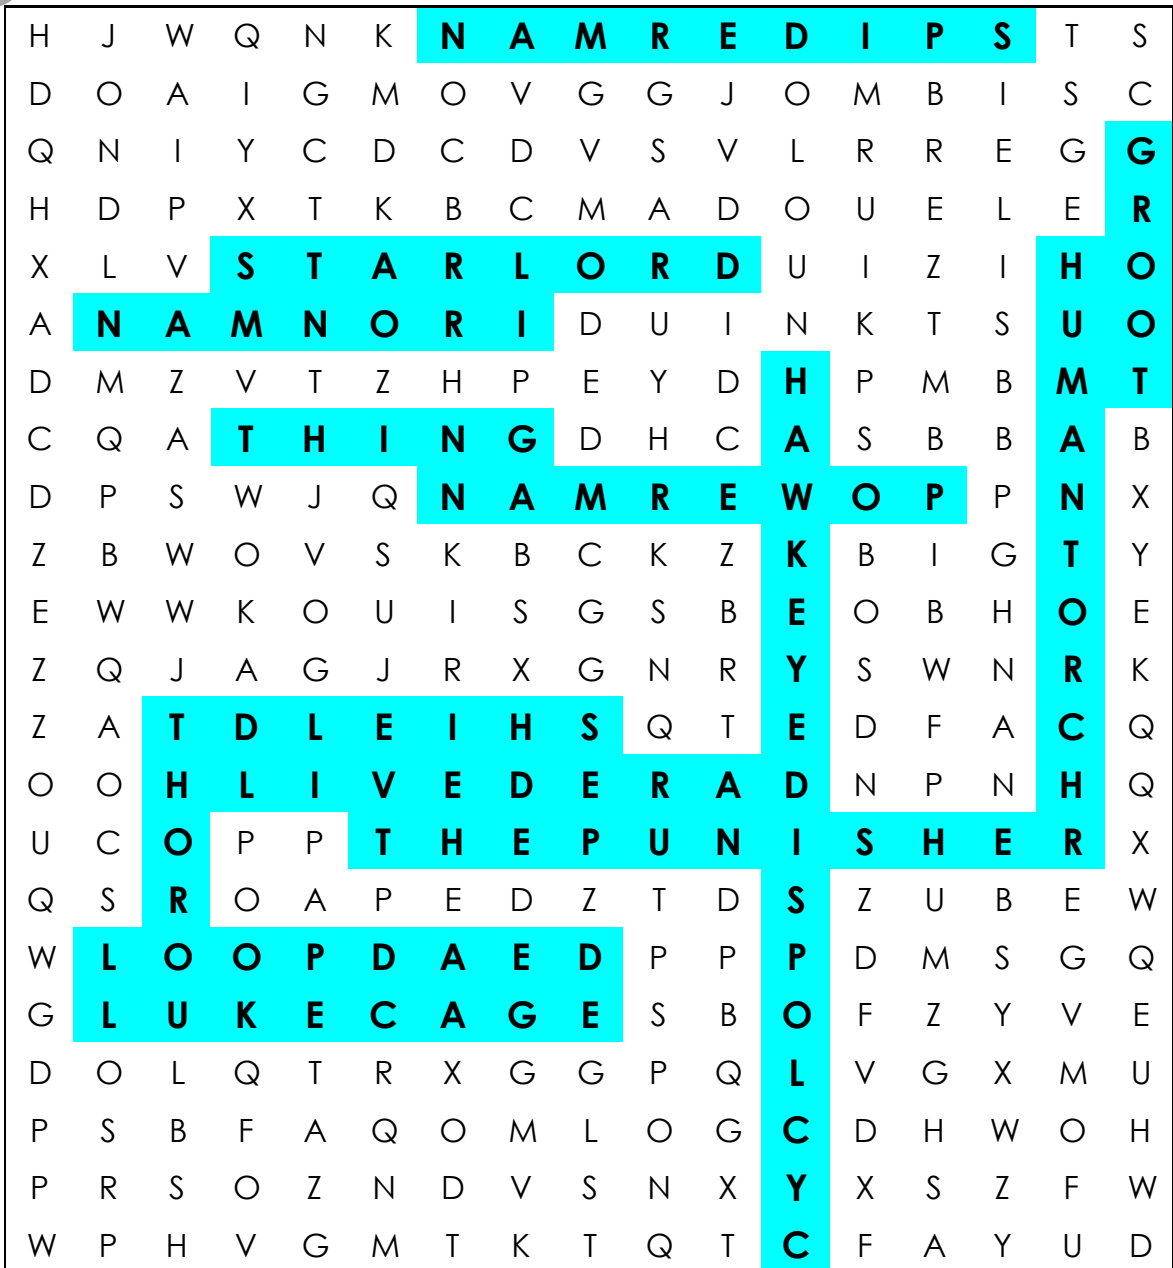 H J W Q N K N A M R E D I P S T S
D O A I G M O V G G J O M B I S C
Q N I Y C D C D V S V L R R E G G
H D P X T K B C M A D O U E L E R
X L V S T A R L O R D U I Z I H O
A N A M N O R I D U I N K T S U O
D M Z V T Z H P E Y D H P M B M T
C Q A T H I N G D H C A S B B A B
D P S W J Q N A M R E W O P P N X
Z B W O V S K B C K Z K B I G T Y
E W W K O U I S G S B E O B H O E
Z Q J A G J R X G N R Y S W N R K
Z A T D L E I H S Q T E D F A C Q
O O H L I V E D E R A D N P N H Q
U C O P P T H E P U N I S H E R X
Q S R O A P E D Z T D S Z U B E W
W L O O P D A E D P P P D M S G Q
G L U K E C A G E S B O F Z Y V E
D O L Q T R X G G P Q L V G X M U
P S B F A Q O M L O G C D H W O H
P R S O Z N D V S N X Y X S Z F W
W P H V G M T K T Q T C F A Y U D